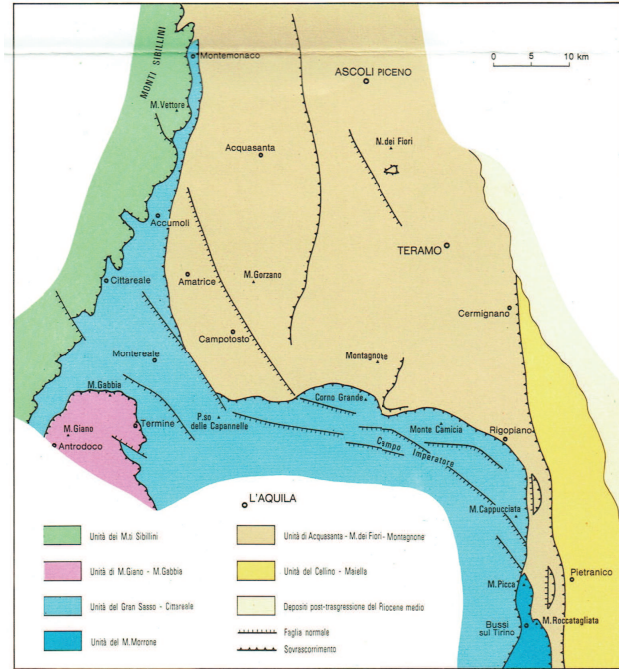 MONTI SIBILLINI
Montemonaco
0 5 10 km
ASCOLI PICENO
M.Vettore
N.dei Fiori
Acquasanta
Accumoli
TERAMO
Cittareale
Amatrice
M.Gorzano
Cermignano
Campotosto
Montereale
Montagnone
M.Gabbia
Corno Grande
P.so
delle Capannelle
M.Giano
Termine
Monte Camicia
Rigopiano
Antrodoco
Campo Imperatore
L'AQUILA
M.Cappucciata
Unità dei M.ti Sibillini
Unità di Acquasanta - M.dei Fiori - Montagnone
Unità di M.Giano - M.Gabbia
Unità del Cellino - Maiella
Pietranico
M.Picca
Unità del Gran Sasso - Cittareale
Depositi post-trasgressione del Pliocene medio
M.Roccatagliata
Bussi
sul Tirino
Unità del M.Morrone
Faglia normale
Sovrascorrimento